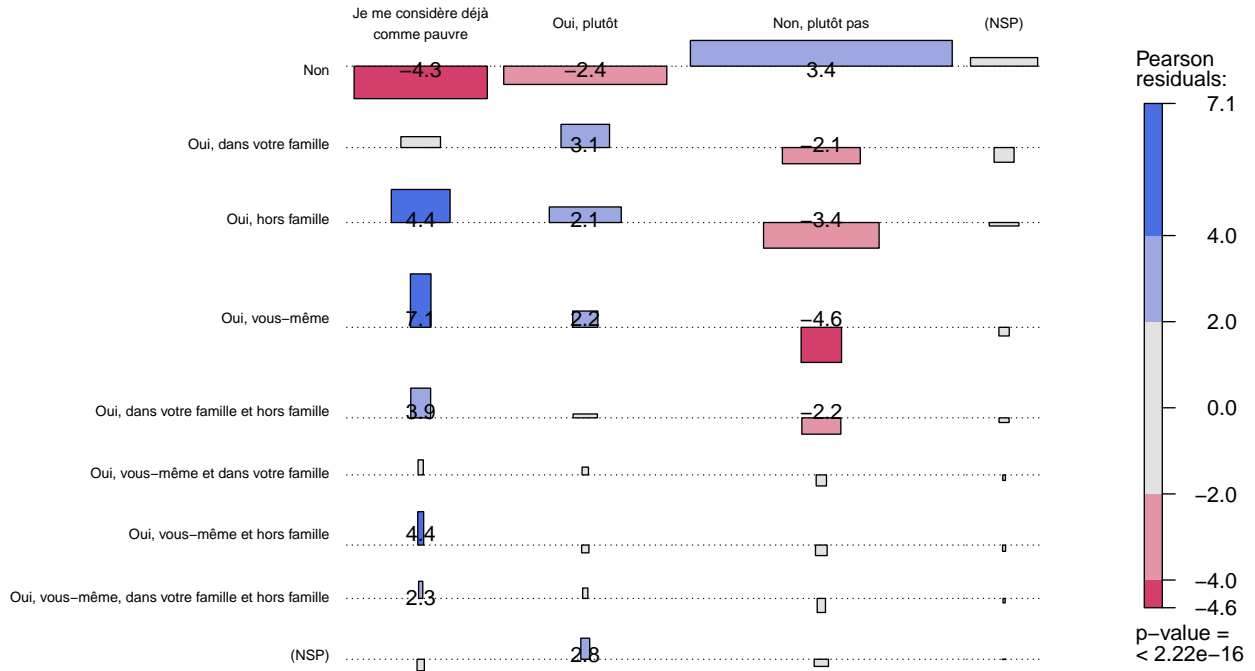 Je me considère déjà
comme pauvre
Oui, plutôt
Non, plutôt pas
(NSP)
Non
−4.3
−2.4
3.4
Oui, dans votre famille
3.1
−2.1
Oui, hors famille
4.4
2.1
−3.4
Oui, vous−même
7.1
2.2
−4.6
Oui, dans votre famille et hors famille
3.9
−2.2
Oui, vous−même et dans votre famille
Oui, vous−même et hors famille
4.4
Oui, vous−même, dans votre famille et hors famille
2.3
(NSP)
2.8
Pearson
residuals:
7.1
4.0
2.0
0.0
−2.0
−4.0
−4.6
p−value =
< 2.22e−16